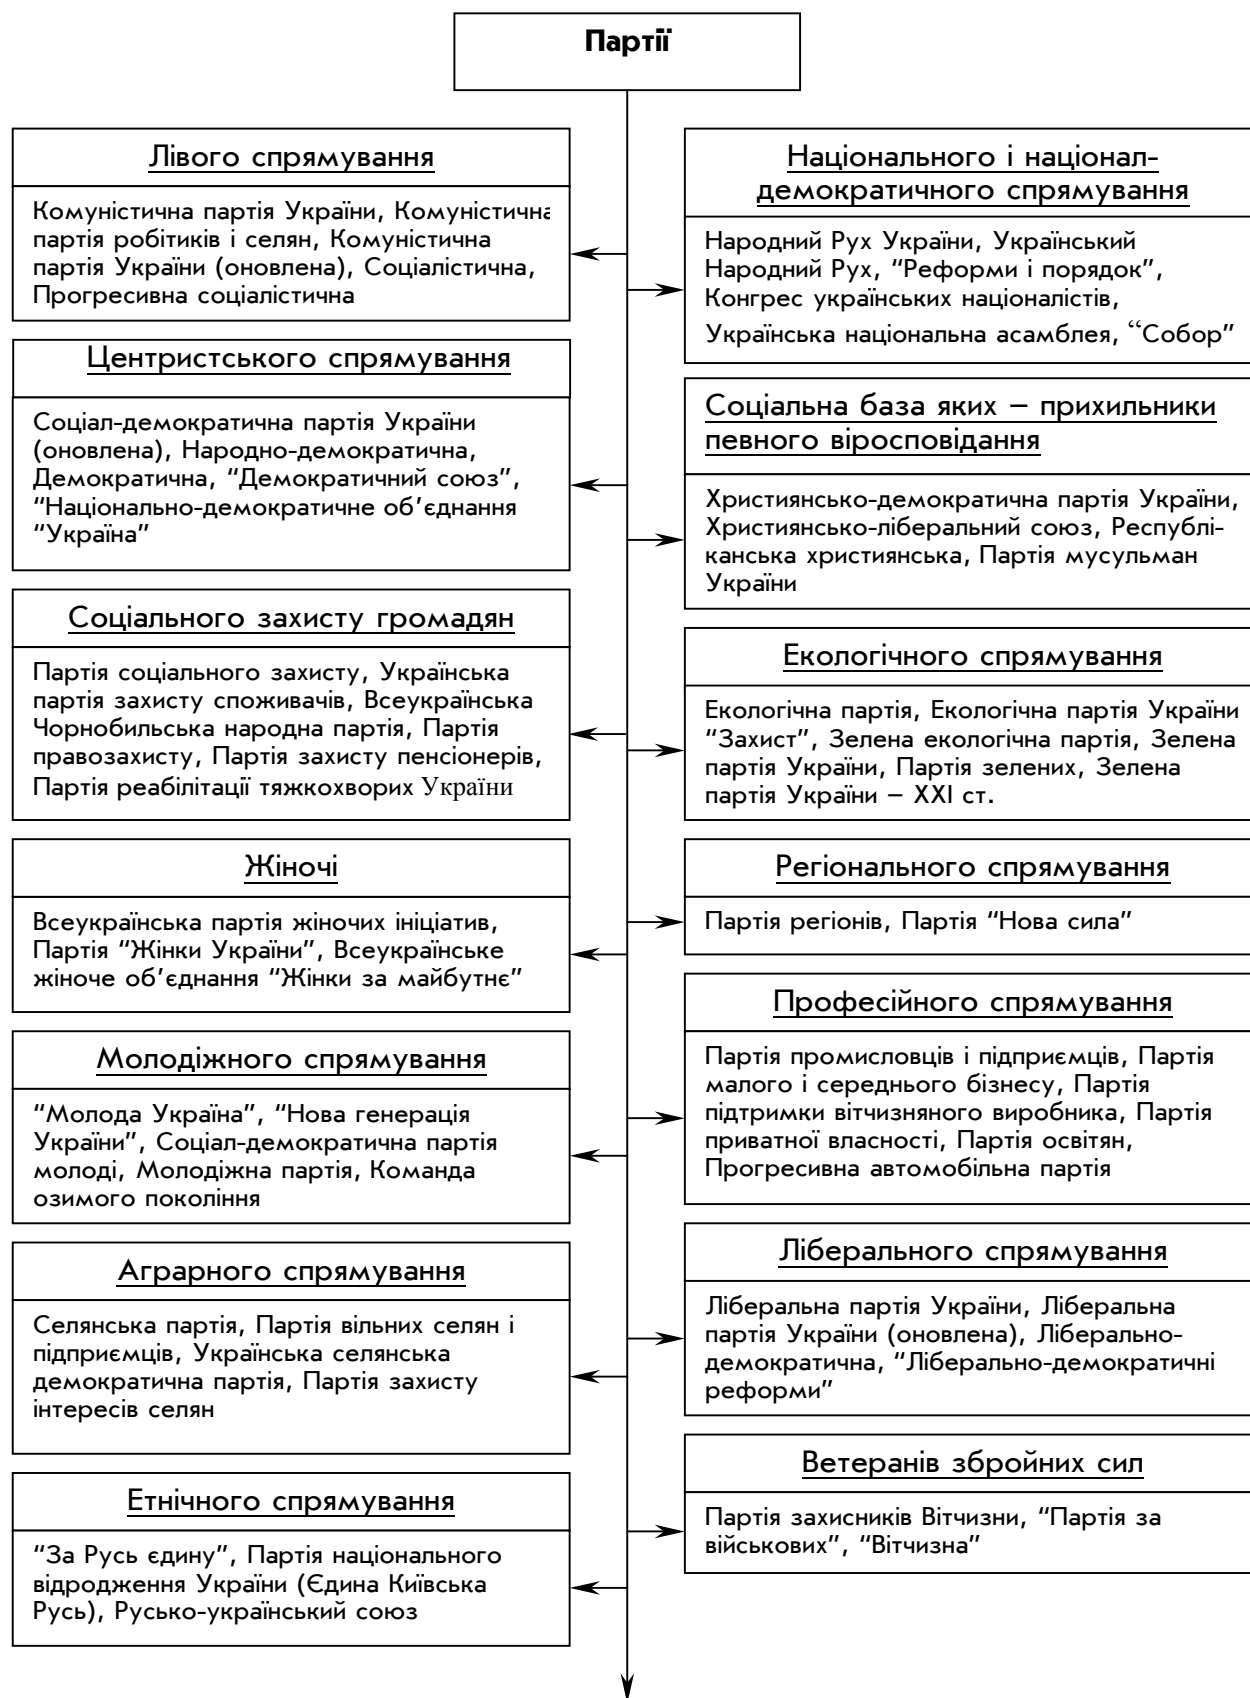 Партії
Лівого спрямування
Комуністична партія України, Комуністична
партія робітиків і селян, Комуністична
партія України (оновлена), Соціалістична,
Прогресивна соціалістична
Центристського спрямування
Соціал-демократична партія України
(оновлена), Народно-демократична,
Демократична, “Демократичний союз”,
“Національно-демократичне об’єднання
“Україна”
Соціального захисту громадян
Партія соціального захисту, Українська
партія захисту споживачів, Всеукраїнська
Чорнобильська народна партія, Партія
правозахисту, Партія захисту пенсіонерів,
Партія реабілітації тяжкохворих України
Жіночі
Всеукраїнська партія жіночих ініціатив,
Партія “Жінки України”, Всеукраїнське
жіноче об’єднання “Жінки за майбутнє”
Молодіжного спрямування
“Молода Україна”, “Нова генерація
України”, Соціал-демократична партія
молоді, Молодіжна партія, Команда
озимого покоління
Аграрного спрямування
Селянська партія, Партія вільних селян і
підприємців, Українська селянська
демократична партія, Партія захисту
інтересів селян
Етнічного спрямування
“За Русь єдину”, Партія національного
відродження України (Єдина Київська
Русь), Русько-український союз
Національного і націонал-
демократичного спрямування
Народний Рух України, Український
Народний Рух, “Реформи і порядок”,
Конгрес українських націоналістів,
Українська національна асамблея, “Собор”
Соціальна база яких – прихильники
певного віросповідання
Християнсько-демократична партія України,
Християнсько-ліберальний союз, Республі-
канська християнська, Партія мусульман
України
Екологічного спрямування
Екологічна партія, Екологічна партія України
“Захист”, Зелена екологічна партія, Зелена
партія України, Партія зелених, Зелена
партія України – XXI ст.
Регіонального спрямування
Партія регіонів, Партія “Нова сила”
Професійного спрямування
Партія промисловців і підприємців, Партія
малого і середнього бізнесу, Партія
підтримки вітчизняного виробника, Партія
приватної власності, Партія освітян,
Прогресивна автомобільна партія
Ліберального спрямування
Ліберальна партія України, Ліберальна
партія України (оновлена), Ліберально-
демократична, “Ліберально-демократичні
реформи”
Ветеранів збройних сил
Партія захисників Вітчизни, “Партія за
військових”, “Вітчизна”